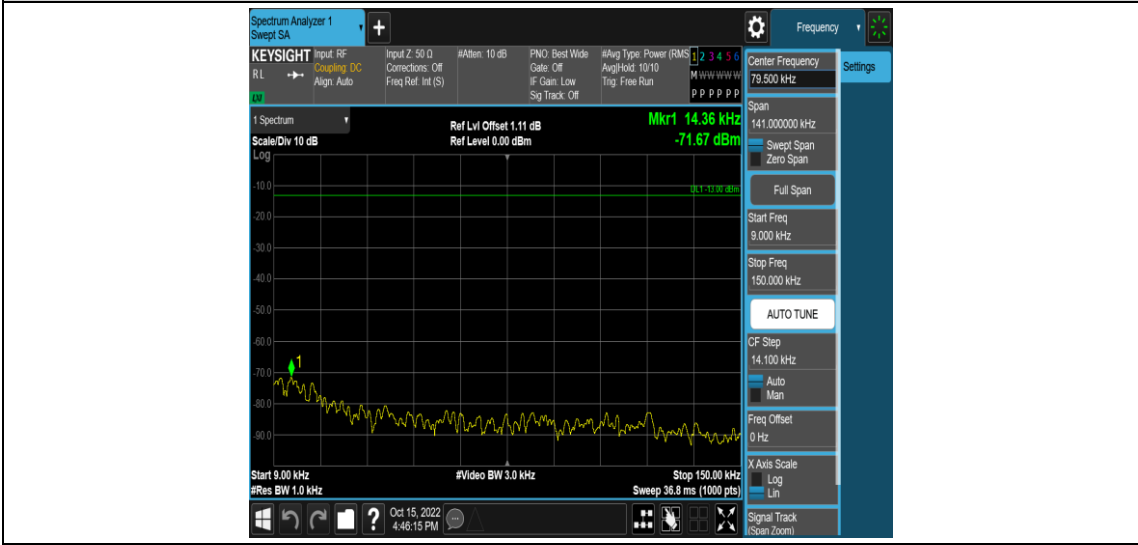 Spectrum Analyzer 1
Swept SA
+
Frequency
KEYSIGHT
RL
Input: RF
Coupling: DC
Align: Auto
Input Z: 50 Ω
Corrections: Off
Freq Ref: Int (S)
#Atten: 10 dB
PNO: Best Wide
Gate: Off
IF Gain: Low
Sig Track: Off
#Avg Type: Power (RMS
Avg|Hold: 10/10
Trig: Free Run
1 2 3 4 5 6
M W W W W W
P P P P P P
1 Spectrum
Scale/Div 10 dB
Log
Ref Lvl Offset 1.11 dB
Ref Level 0.00 dBm
Mkr1 14.36 kHz
-71.67 dBm
DL1 -13.00 dBm
-10.0
-20.0
-30.0
-40.0
-50.0
-60.0
1
-70.0
-80.0
-90.0
Start 9.00 kHz
#Res BW 1.0 kHz
#Video BW 3.0 kHz
Stop 150.00 kHz
Sweep 36.8 ms (1000 pts)
?
Oct 15, 2022
4:46:15 PM
Center Frequency
79.500 kHz
Settings
Span
141.000000 kHz
Swept Span
Zero Span
Full Span
Start Freq
9.000 kHz
Stop Freq
150.000 kHz
AUTO TUNE
CF Step
14.100 kHz
Auto
Man
Freq Offset
0 Hz
X Axis Scale
Log
Lin
Signal Track
(Span Zoom)